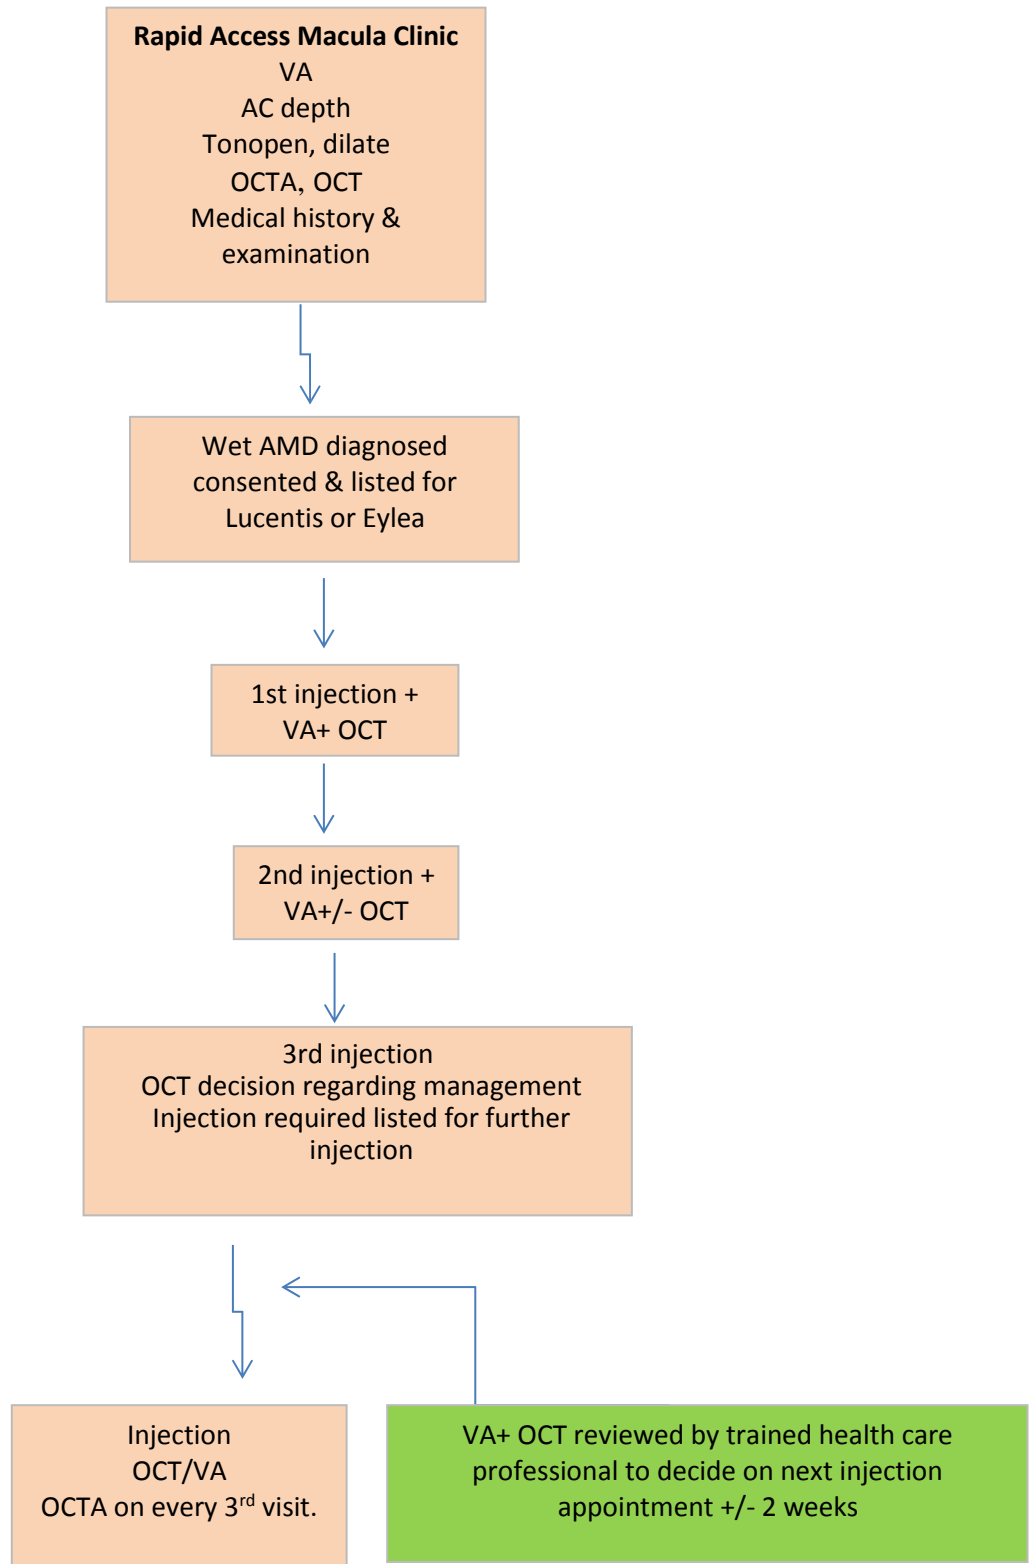 Rapid Access Macula Clinic
VA
AC depth
Tonopen, dilate
OCTA, OCT
Medical history &
examination
Wet AMD diagnosed
consented & listed for
Lucentis or Eylea
1st injection +
VA+ OCT
2nd injection +
VA+/- OCT
3rd injection
OCT decision regarding management
Injection required listed for further
injection
Injection
OCT/VA
OCTA on every 3rd visit.
VA+ OCT reviewed by trained health care
professional to decide on next injection
appointment +/- 2 weeks